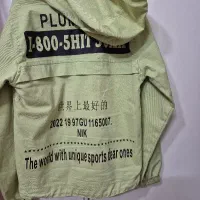 PLUM
1-800-5HIT
世界上最好的
2022 19 97GU 1165007.
NIK
The world with unique sports dear ones